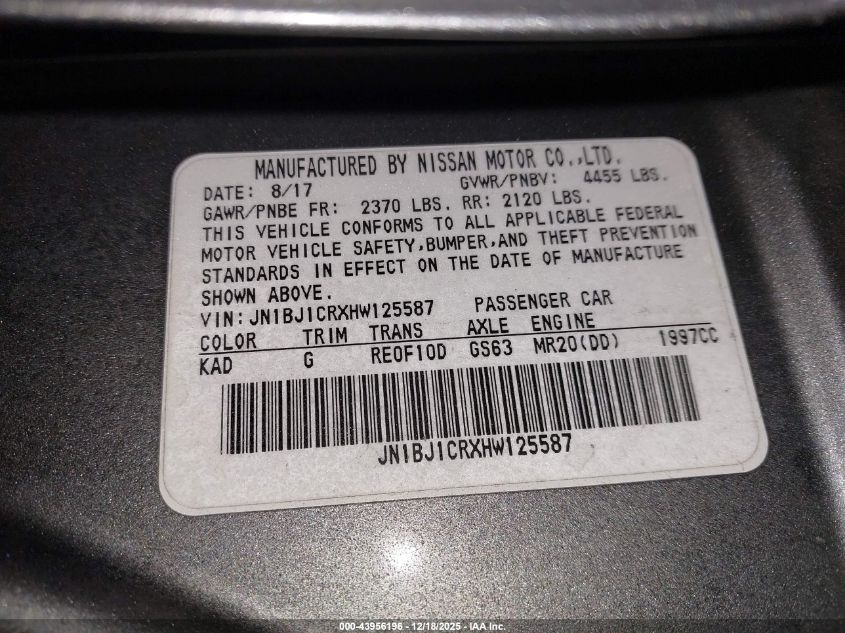 MANUFACTURED BY NISSAN MOTOR CO.,LTD.
DATE: 8/17 GVWR/PNBV: 4455 LBS.
GAWR/PNBE FR: 2370 LBS. RR: 2120 LBS.
THIS VEHICLE CONFORMS TO ALL APPLICABLE FEDERAL
MOTOR VEHICLE SAFETY,BUMPER,AND THEFT PREVENTION
STANDARDS IN EFFECT ON THE DATE OF MANUFACTURE
SHOWN ABOVE.
VIN:JN1BJ1CRXHW125587 PASSENGER CAR
COLOR TRIM TRANS AXLE ENGINE
KAD G RE0F10D GS63 MR20(DD) 1997CC
JN1BJ1CRXHW125587
000-43956196 - 12/18/2025 - IAA Inc.